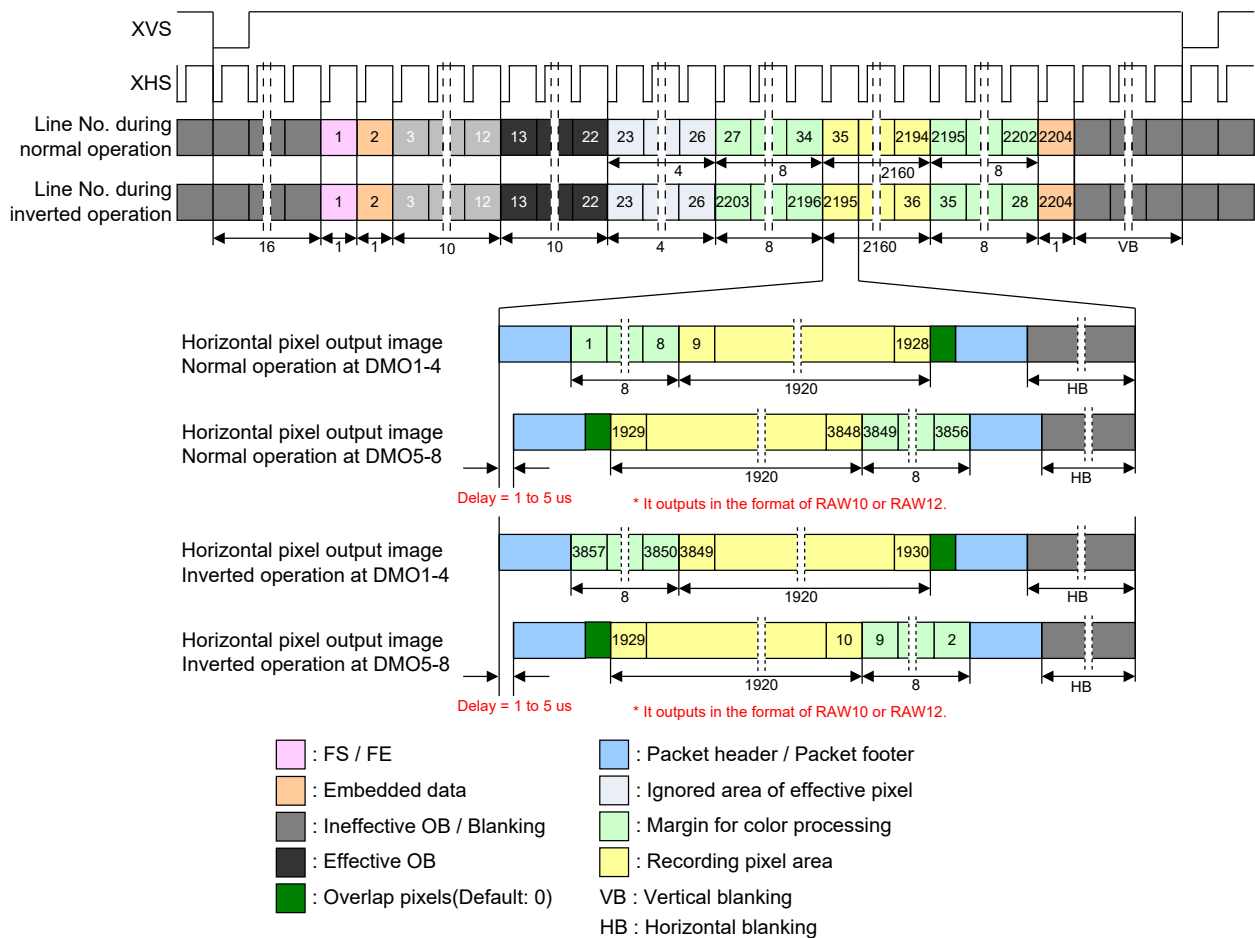 XVS
XHS
Line No. during
normal operation
1 2 3 12 13 22 23 26 27 34 35 2194 2195 2202 2204
4 8 2160 8
Line No. during
inverted operation
1 2 3 12 13 22 23 26 2203 2196 2195 36 35 28 2204
16 1 1 10 10 4 8 2160 8 1 VB
Horizontal pixel output image
Normal operation at DMO1-4
1 8 9 1928
8 1920 HB
Horizontal pixel output image
Normal operation at DMO5-8
1929 3848 3849 3856
1920 8 HB
Delay = 1 to 5 us
* It outputs in the format of RAW10 or RAW12.
Horizontal pixel output image
Inverted operation at DMO1-4
3857 3850 3849 1930
8 1920 HB
Horizontal pixel output image
Inverted operation at DMO5-8
1929 10 9 2
1920 8 HB
Delay = 1 to 5 us
* It outputs in the format of RAW10 or RAW12.
: FS / FE
: Embedded data
: Ineffective OB / Blanking
: Effective OB
: Overlap pixels(Default: 0)
: Packet header / Packet footer
: Ignored area of effective pixel
: Margin for color processing
: Recording pixel area
VB : Vertical blanking
HB : Horizontal blanking